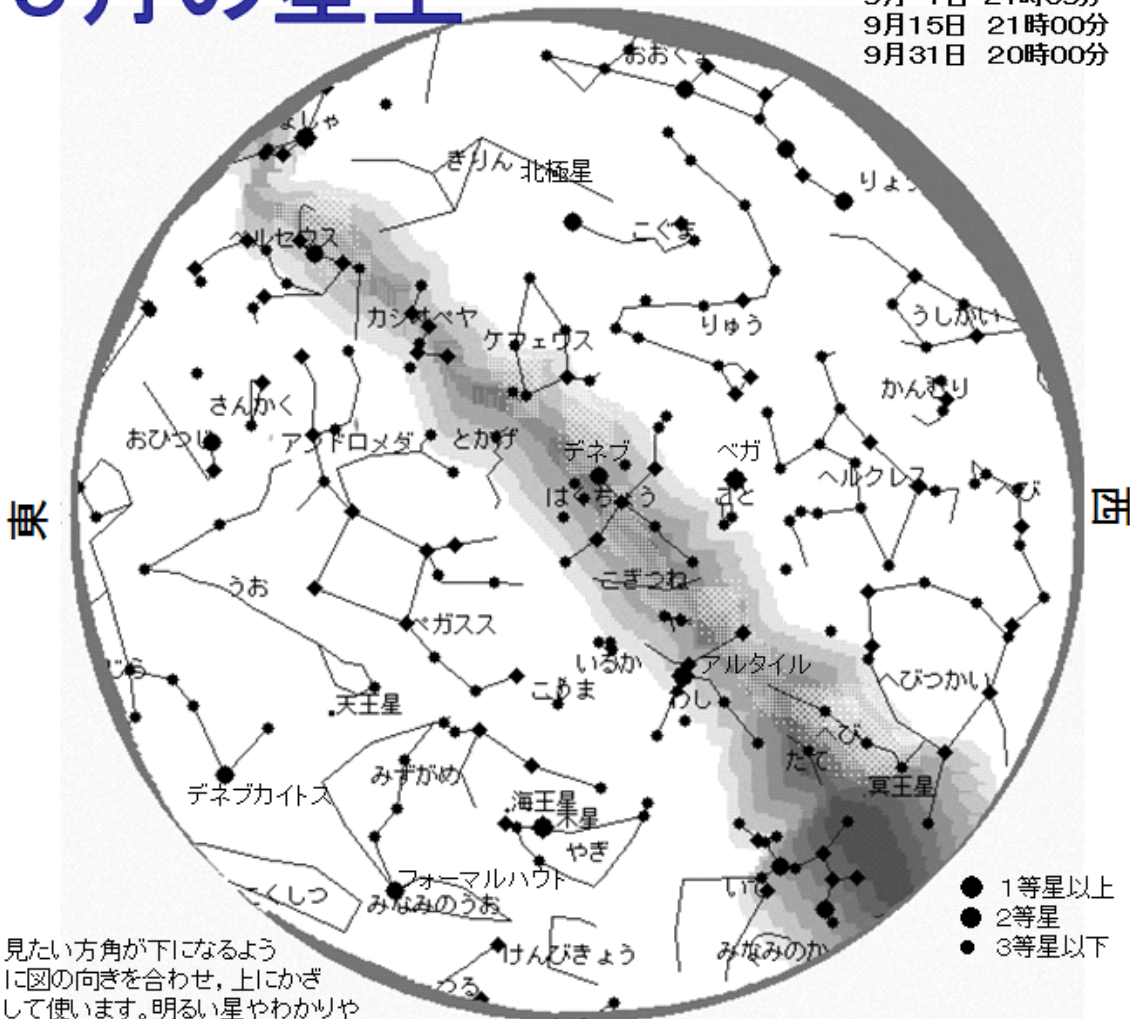 月の星空
9月15日 21時00分
9月31日 20時00分
おおくま
きりん
北極星
こぐま
ペルセウス
カシオペヤ
ケフェウス
りゅう
うしかい
かんむり
さんかく
おひつじ
アンドロメダ
とかげ
デネブ
ベガ
はくちょう
こと
ヘルクレス
へび
東
西
うお
こぎつね
ペガスス
や
いるか
アルタイル
こうま
わし
へびつかい
天王星
へび
たて
みずがめ
冥王星
デネブカイトス
海王星
木星
やぎ
フォーマルハウト
みなみのうお
いて
けんびきょう
みなみのか
つる
1等星以上
2等星
3等星以下
見たい方角が下になるよう
に図の向きを合わせ，上にかざ
して使います。明るい星やわかりや